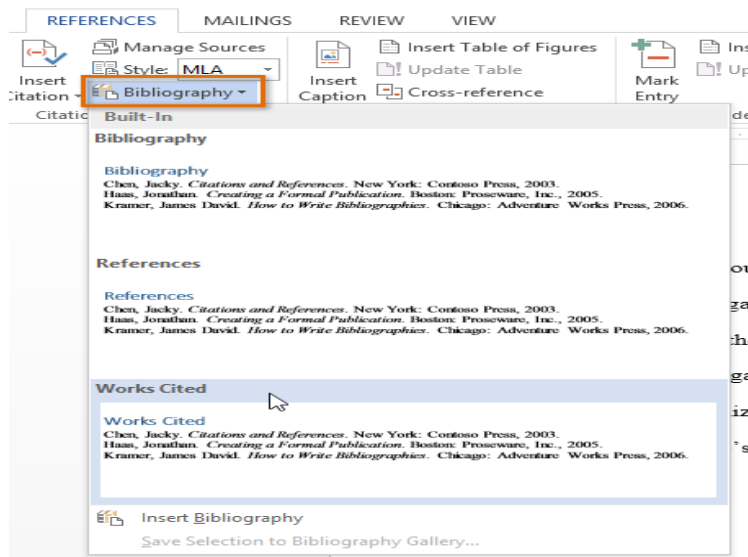 REFERENCES MAILINGS REVIEW VIEW
Manage Sources
Style: MLA
Bibliography
Insert
Citation
Insert Table of Figures
Update Table
Cross-reference
Insert
Caption
Mark
Entry
Built-In
Bibliography
Bibliography
Chen, Jacky. Citations and References. New York: Contoso Press, 2003.
Haas, Jonathan. Creating a Formal Publication. Boston: Proseware, Inc., 2005.
Kramer, James David. How to Write Bibliographies. Chicago: Adventure Works Press, 2006.
References
References
Chen, Jacky. Citations and References. New York: Contoso Press, 2003.
Haas, Jonathan. Creating a Formal Publication. Boston: Proseware, Inc., 2005.
Kramer, James David. How to Write Bibliographies. Chicago: Adventure Works Press, 2006.
Works Cited
Works Cited
Chen, Jacky. Citations and References. New York: Contoso Press, 2003.
Haas, Jonathan. Creating a Formal Publication. Boston: Proseware, Inc., 2005.
Kramer, James David. How to Write Bibliographies. Chicago: Adventure Works Press, 2006.
Insert Bibliography
Save Selection to Bibliography Gallery...